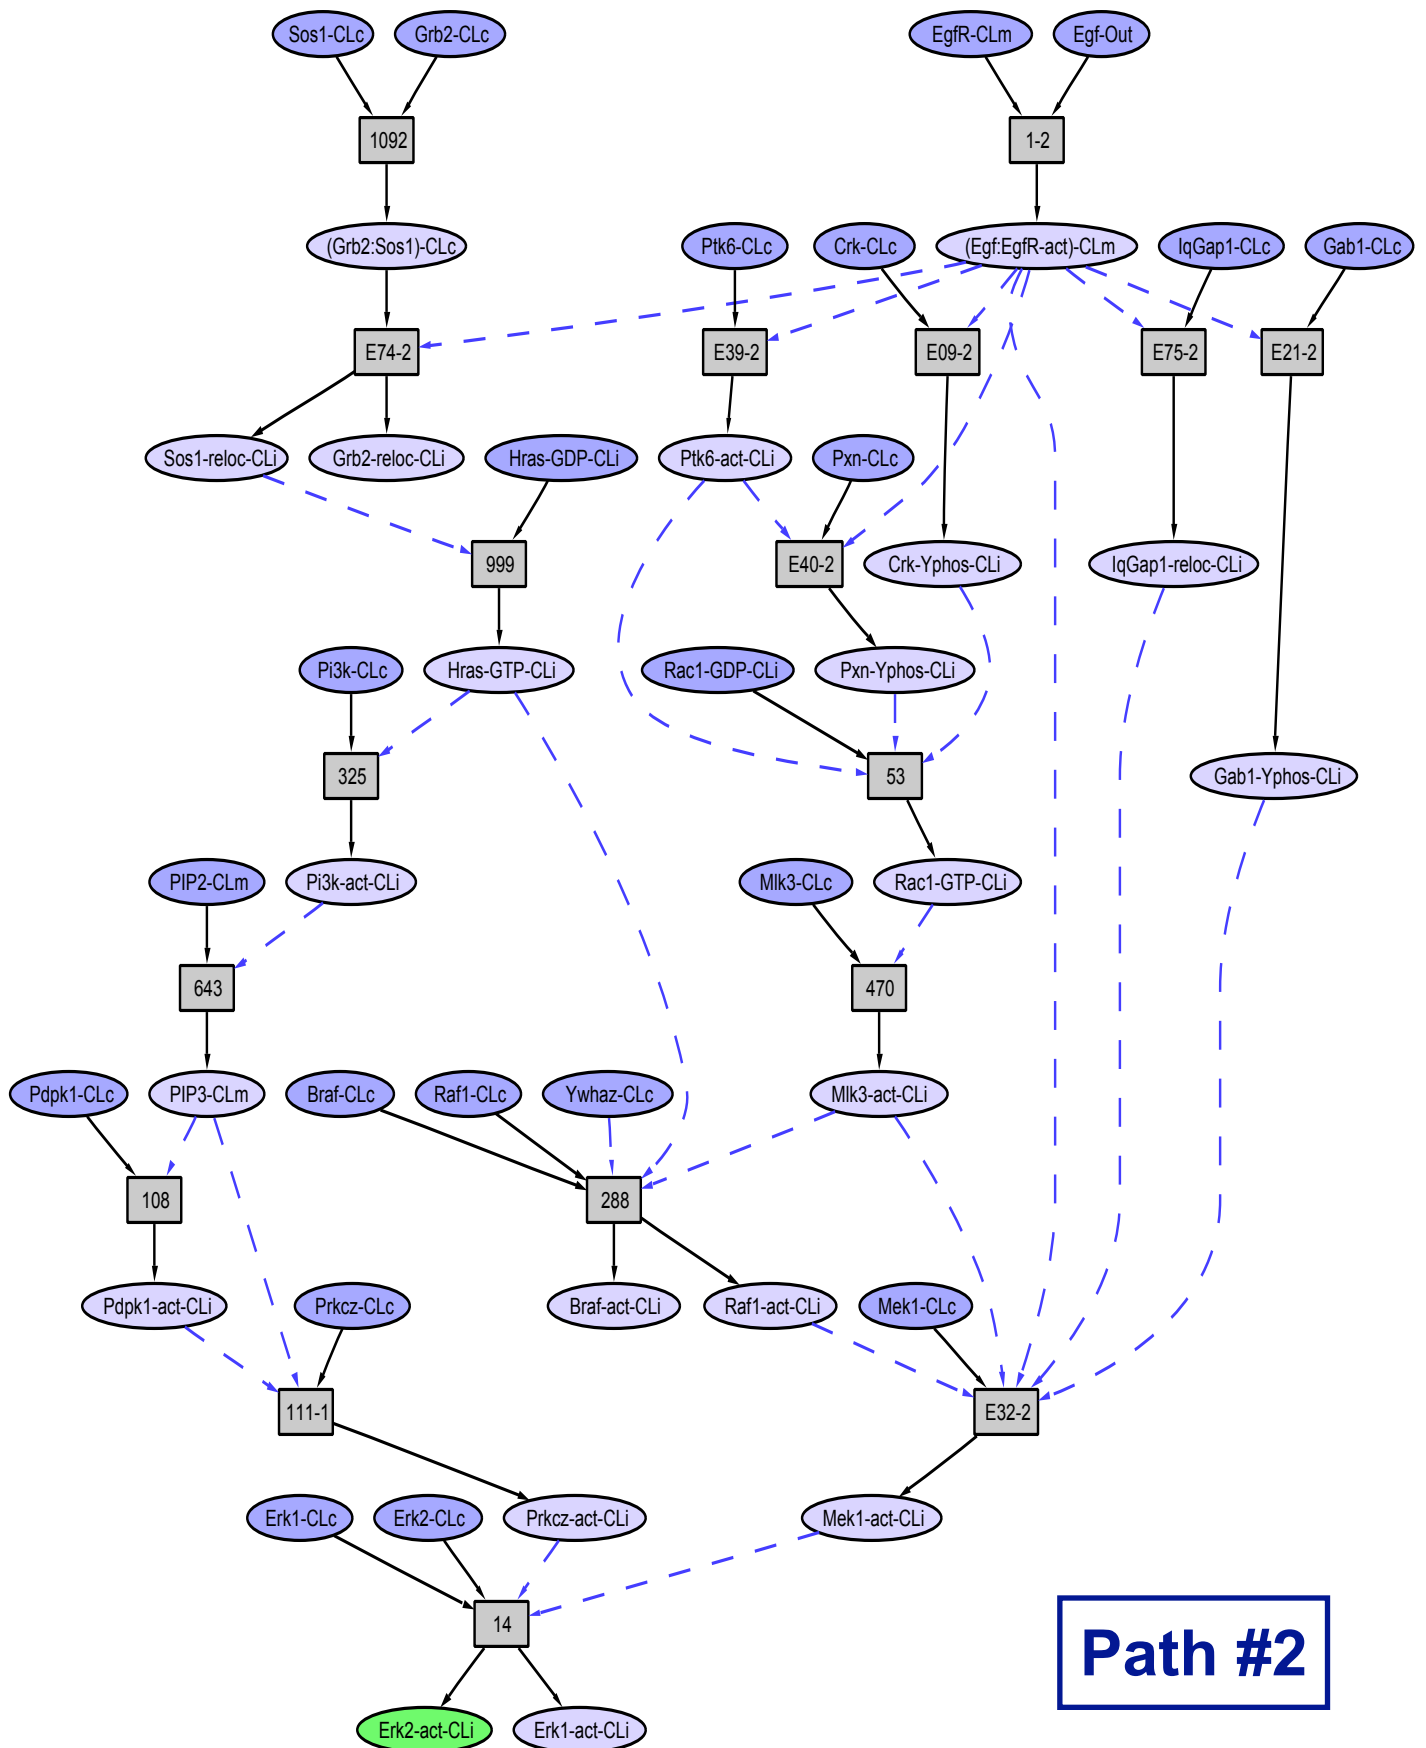 Sos1-CLc Grb2-CLc EgfR-CLm Egf-Out
1092 1-2
(Grb2:Sos1)-CLc Ptk6-CLc Crk-CLc (Egf:EgfR-act)-CLm IqGap1-CLc Gab1-CLc
E74-2 E39-2 E09-2 E75-2 E21-2
Sos1-reloc-CLi Grb2-reloc-CLi Hras-GDP-CLi Ptk6-act-CLi Pxn-CLc
999 E40-2 Crk-Yphos-CLi IqGap1-reloc-CLi
Pi3k-CLc Hras-GTP-CLi Rac1-GDP-CLi Pxn-Yphos-CLi
325 53 Gab1-Yphos-CLi
PIP2-CLm Pi3k-act-CLi Mlk3-CLc Rac1-GTP-CLi
643 470
Pdpk1-CLc PIP3-CLm Braf-CLc Raf1-CLc Ywhaz-CLc Mlk3-act-CLi
108 288
Pdpk1-act-CLi Prkcz-CLc Braf-act-CLi Raf1-act-CLi Mek1-CLc
111-1 E32-2
Erk1-CLc Erk2-CLc Prkcz-act-CLi Mek1-act-CLi
14
Path #2
Erk2-act-CLi Erk1-act-CLi